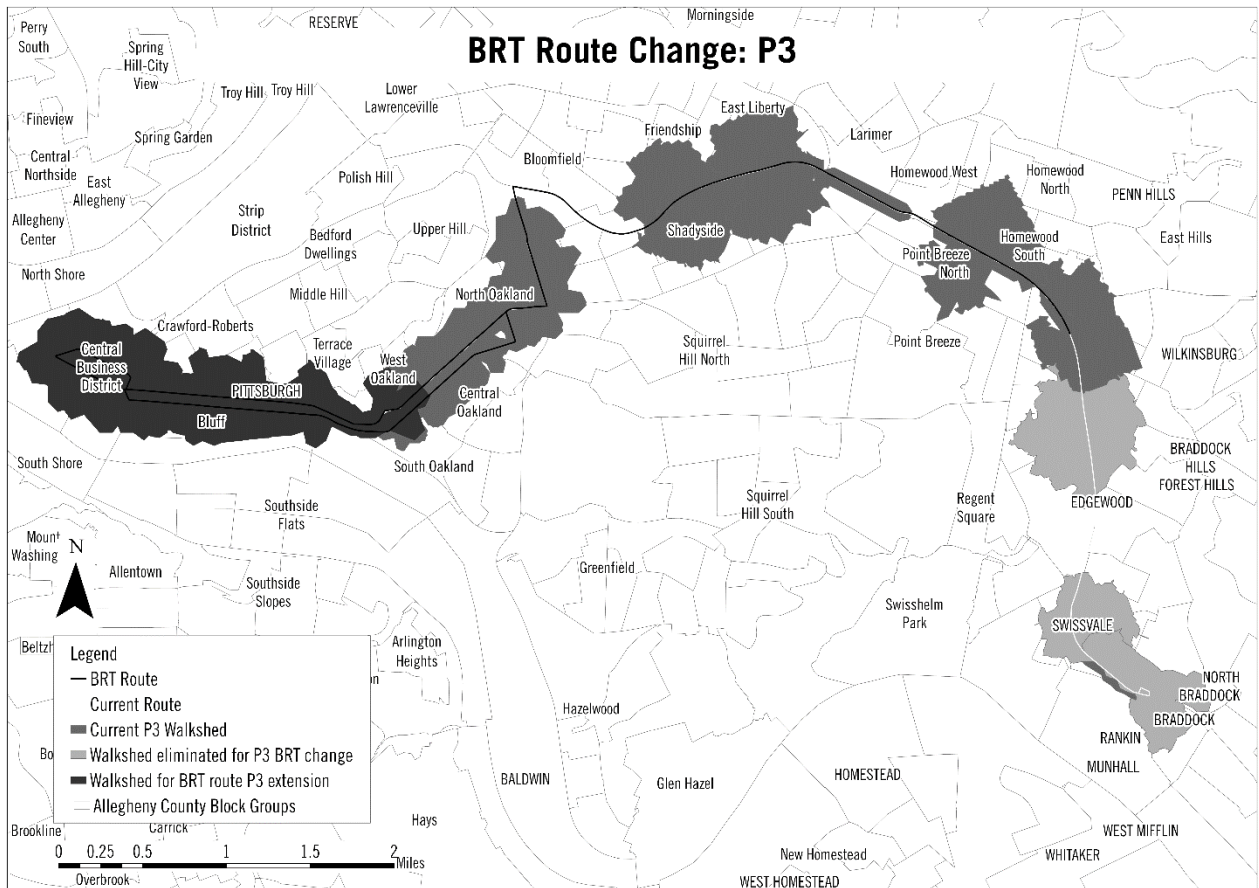 BRT Route Change: P3
RESERVE
Morningside
Perry
South
Spring
Hill-City
View
Troy Hill
Troy Hill
Lower
Lawrenceville
East Liberty
Friendship
Larimer
Fineview
Spring Garden
Bloomfield
Central
Northside
East
Allegheny
Polish Hill
Homewood West
Homewood
North
PENN HILLS
Allegheny
Center
Strip
District
Bedford
Dwellings
Upper Hill
Shadyside
Homewood
South
East Hills
Point Breeze
North
North Shore
Middle Hill
North Oakland
Crawford-Roberts
Terrace
Village
Squirrel
Hill North
Point Breeze
Central
Business
District
West
Oakland
WILKINSBURG
PITTSBURGH
Central
Oakland
Bluff
South Shore
South Oakland
BRADDOCK
HILLS
FOREST HILLS
Southside
Flats
Squirrel
Hill South
Regent
Square
EDGEWOOD
Mount
Washing
N
Allentown
Southside
Slopes
Greenfield
Swisshelm
Park
SWISSVALE
Beltzh
Arlington
Heights
Legend
BRT Route
Current Route
Current P3 Walkshed
Walkshed eliminated for P3 BRT change
Walkshed for BRT route P3 extension
Allegheny County Block Groups
on
Bo
Hazelwood
NORTH
BRADDOCK
BRADDOCK
RANKIN
MUNHALL
BALDWIN
Glen Hazel
HOMESTEAD
Brookline
Carrick
Hays
WEST MIFFLIN
New Homestead
WHITAKER
0 0.25 0.5 1 1.5 2
Miles
Overbrook
WEST HOMESTEAD